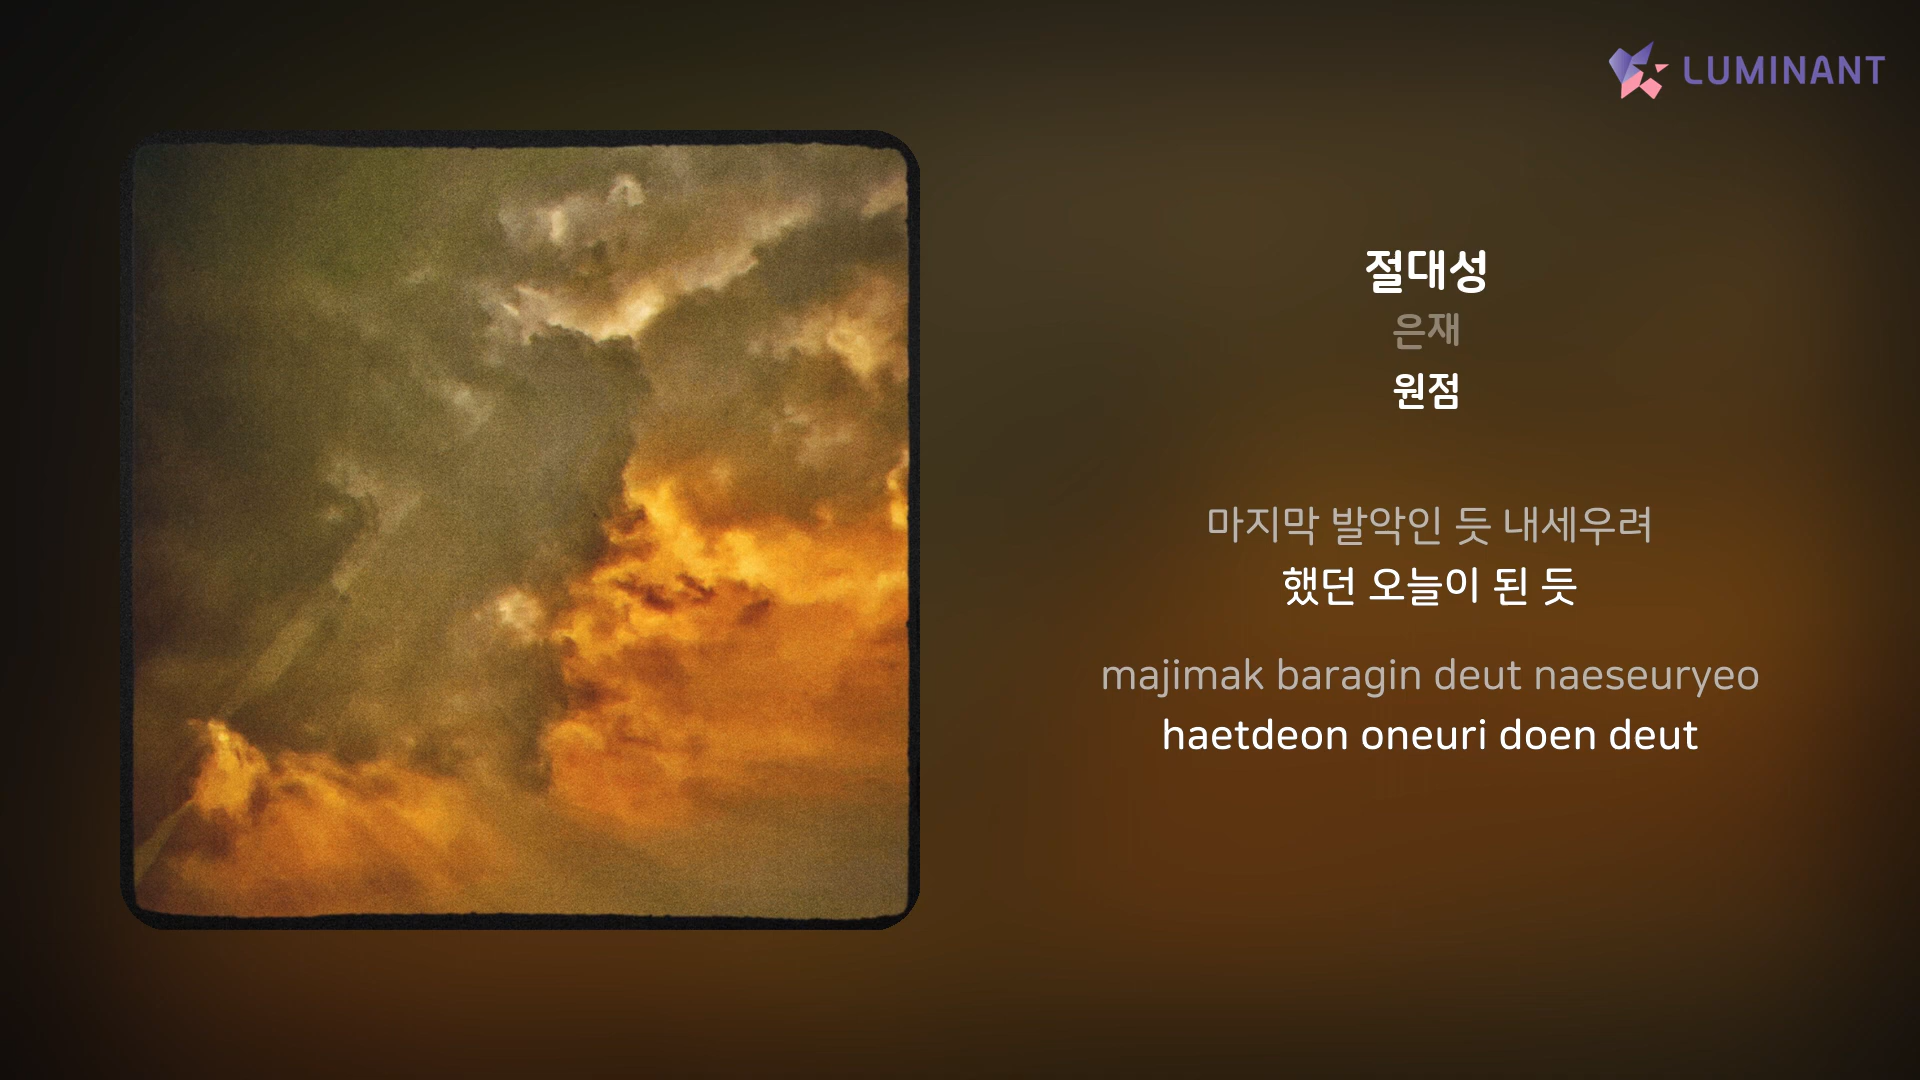 LUMINANT
절대성
은재
원점
마지막 발악인 듯 내세우려
했던 오늘이 된 듯
majimak baragin deut naeseuryeo
haetdeon oneuri doen deut